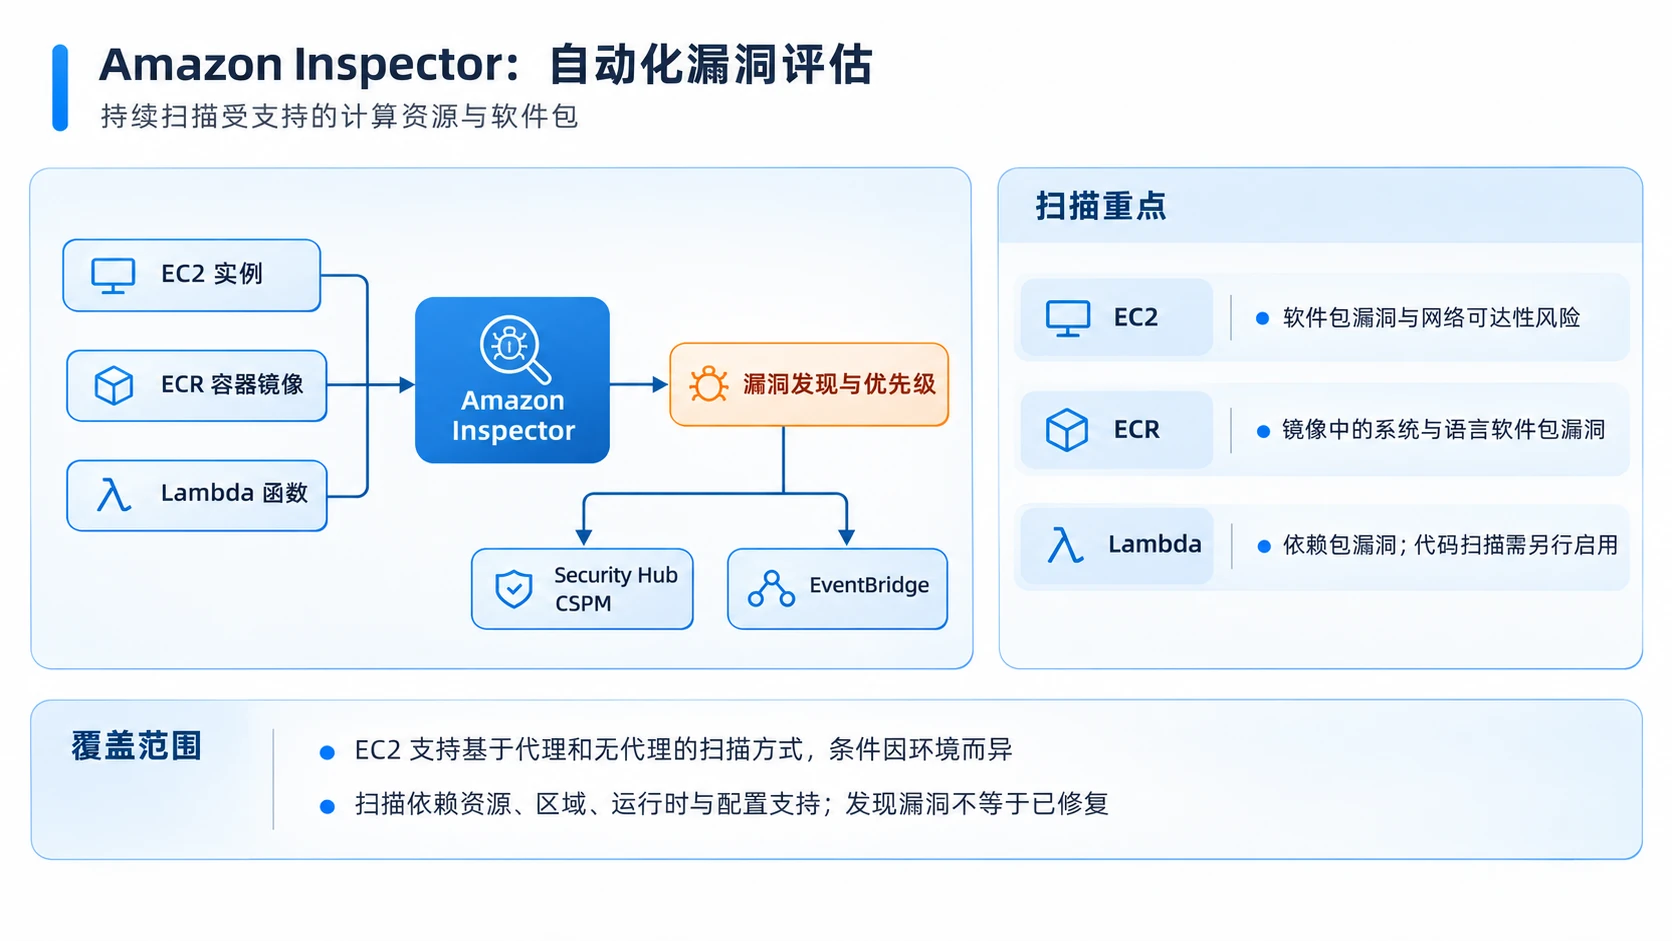 Amazon Inspector：自动化漏洞评估
持续扫描受支持的计算资源与软件包
EC2 实例
ECR 容器镜像
Lambda 函数
Amazon
Inspector
漏洞发现与优先级
Security Hub
CSPM
EventBridge
扫描重点
EC2
软件包漏洞与网络可达性风险
ECR
镜像中的系统与语言软件包漏洞
Lambda
依赖包漏洞；代码扫描需另行启用
覆盖范围
EC2 支持基于代理和无代理的扫描方式，条件因环境而异
扫描依赖资源、区域、运行时与配置支持；发现漏洞不等于已修复